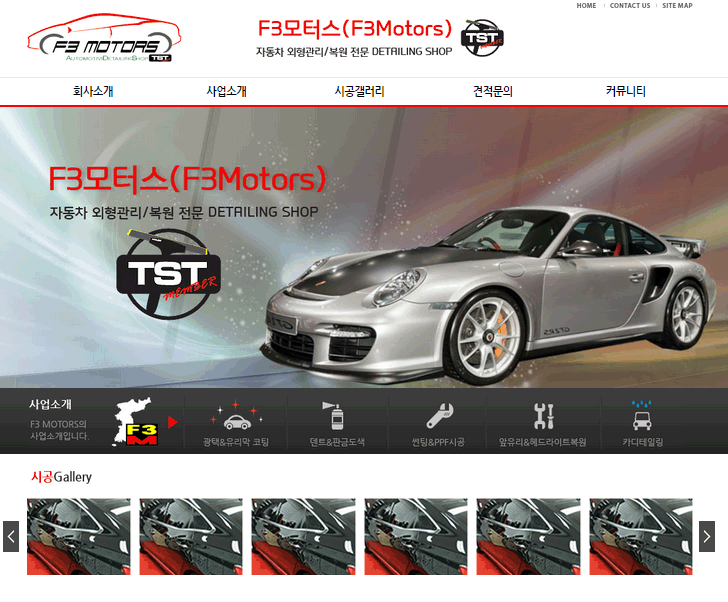 HOME | CONTACT US | SITE MAP
F3 MOTORS
AUTOMOTIVE DETAILING SHOP TST
F3모터스(F3Motors)
자동차 외형관리/복원 전문 DETAILING SHOP
TST
MEMBER
회사소개 사업소개 시공갤러리 견적문의 커뮤니티
F3모터스(F3Motors)
자동차 외형관리/복원 전문 DETAILING SHOP
TST
MEMBER
GT2RS
사업소개
F3 MOTORS의
사업소개입니다.
F3
M
광택&유리막 코팅 덴트&판금도색 썬팅&PPF시공 앞유리&헤드라이트복원 카디테일링
시공Gallery